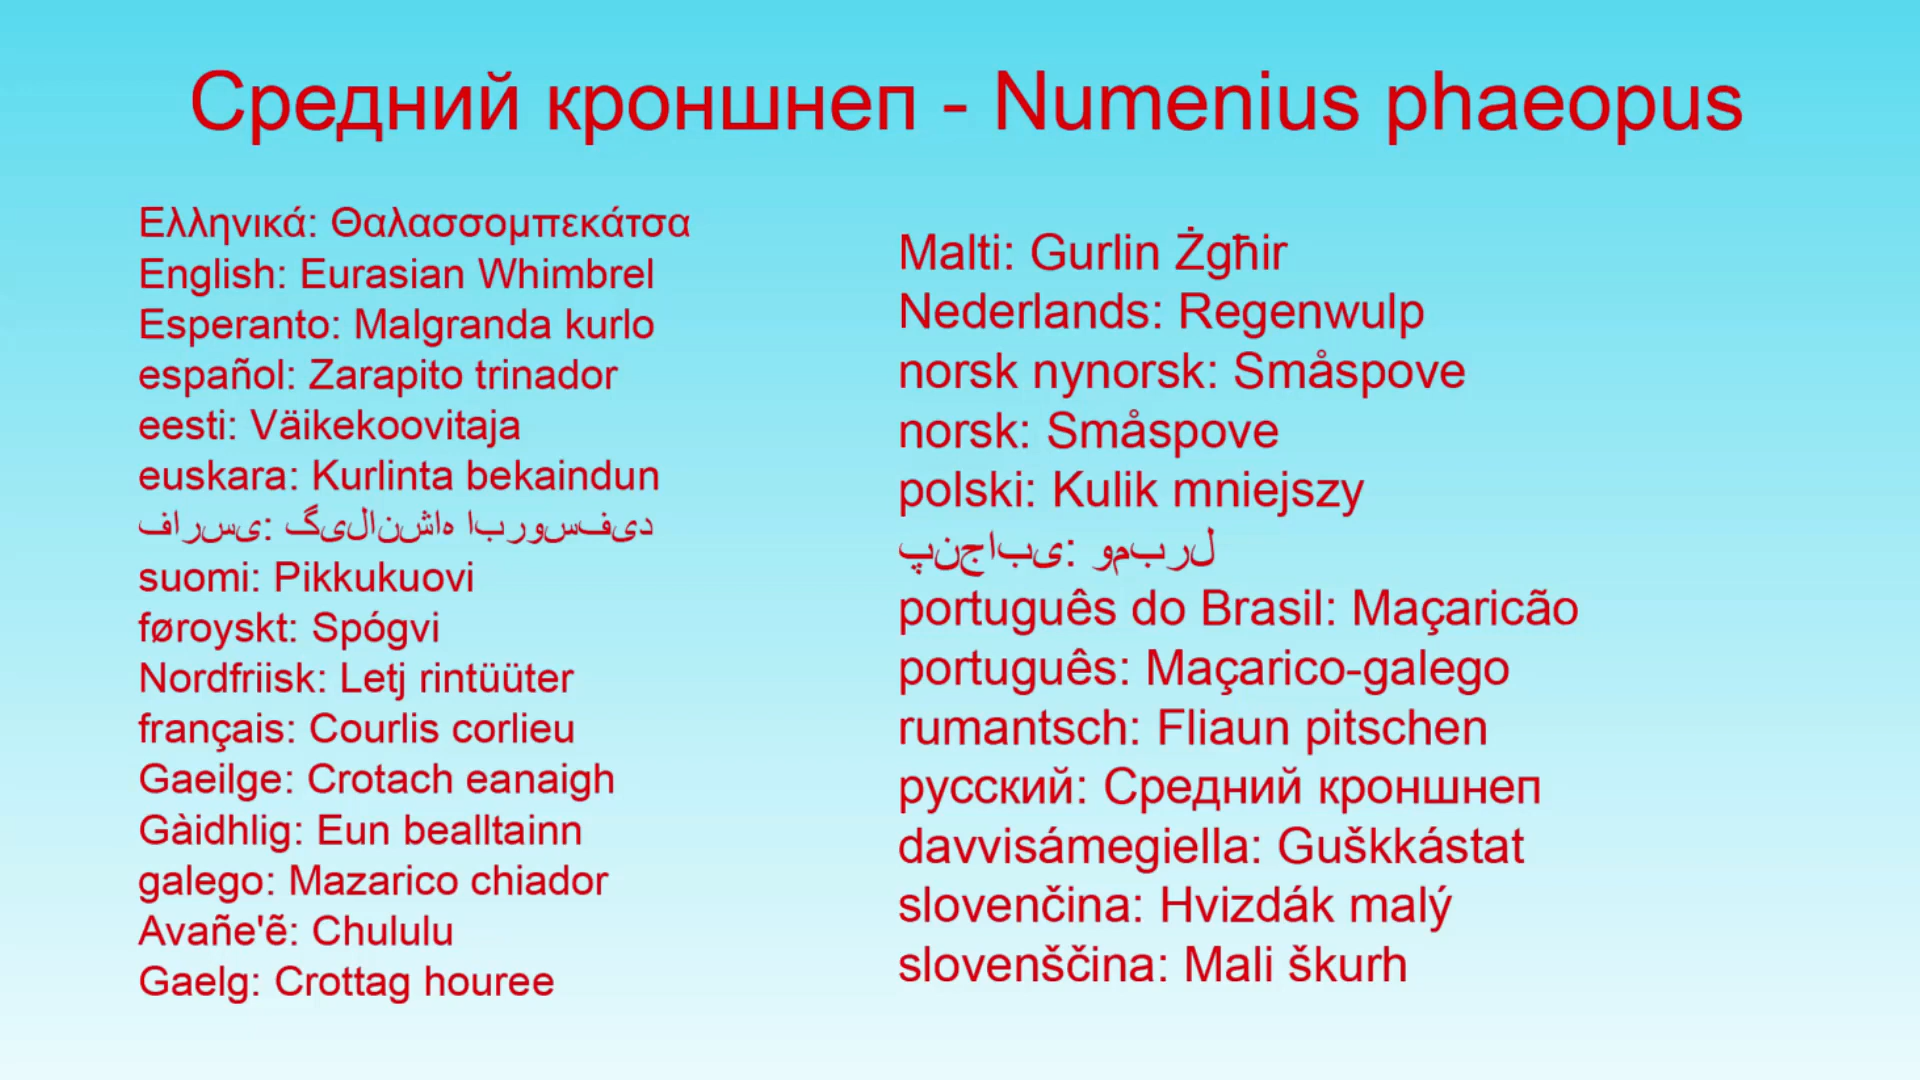 Средний кроншнеп - Numenius phaeopus
Ελληνικά: Θαλασσομπεκάτσα
English: Eurasian Whimbrel
Esperanto: Malgranda kurlo
español: Zarapito trinador
eesti: Väikekoovitaja
euskara: Kurlinta bekaindun
فارسی: گیلانشاه ابروسفید
suomi: Pikkukuovi
føroyskt: Spógvi
Nordfriisk: Letj rintüüter
français: Courlis corlieu
Gaeilge: Crotach eanaigh
Gàidhlig: Eun bealltainn
galego: Mazarico chiador
Avañe'ẽ: Chululu
Gaelg: Crottag houree
Malti: Gurlin Żgħir
Nederlands: Regenwulp
norsk nynorsk: Småspove
norsk: Småspove
polski: Kulik mniejszy
پنجابی: ومبرل
português do Brasil: Maçaricão
português: Maçarico-galego
rumantsch: Fliaun pitschen
русский: Средний кроншнеп
davvisámegiella: Guškkástat
slovenčina: Hvizdák malý
slovenščina: Mali škurh